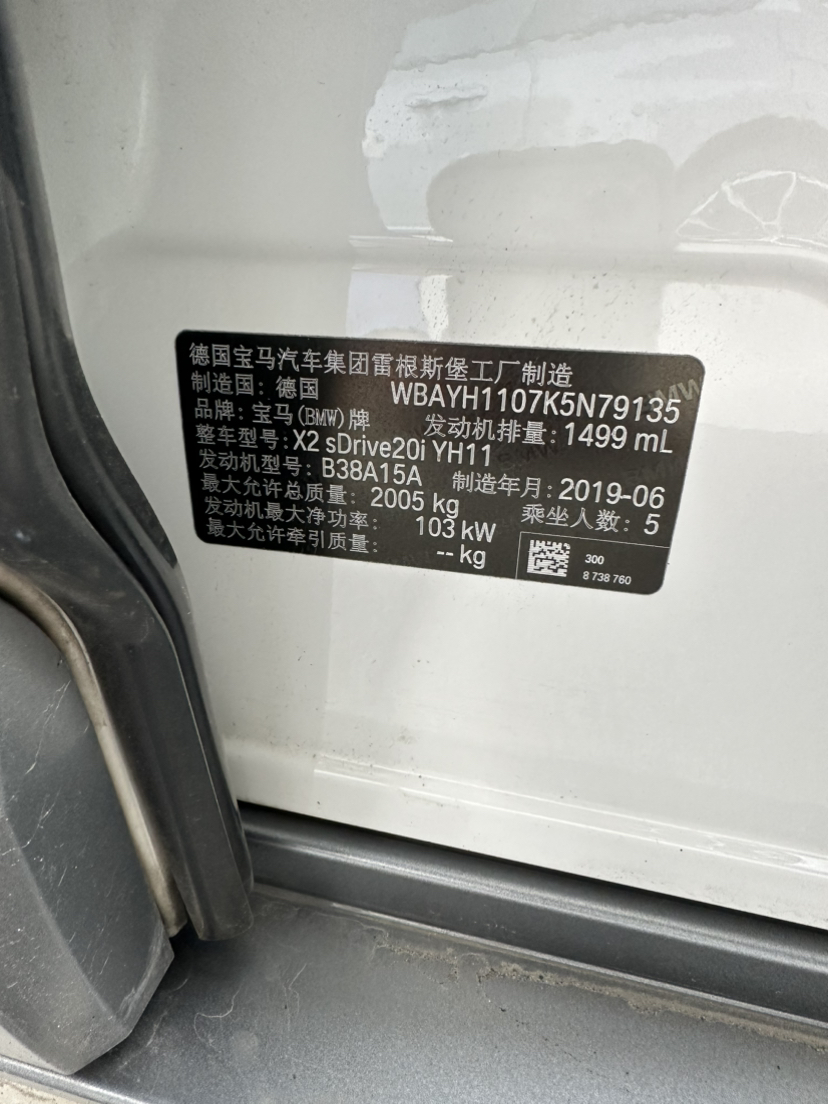 德国宝马汽车集团雷根斯堡工厂制造
制造国：德国 WBAYH1107K5N79135
品牌：宝马(BMW)牌 发动机排量：1499 mL
整车型号：X2 sDrive20i YH11
发动机型号：B38A15A 制造年月：2019-06
最大允许总质量：2005 kg 乘坐人数：5
发动机最大净功率：103 kW
最大允许牵引质量：-- kg
300
8 738 760